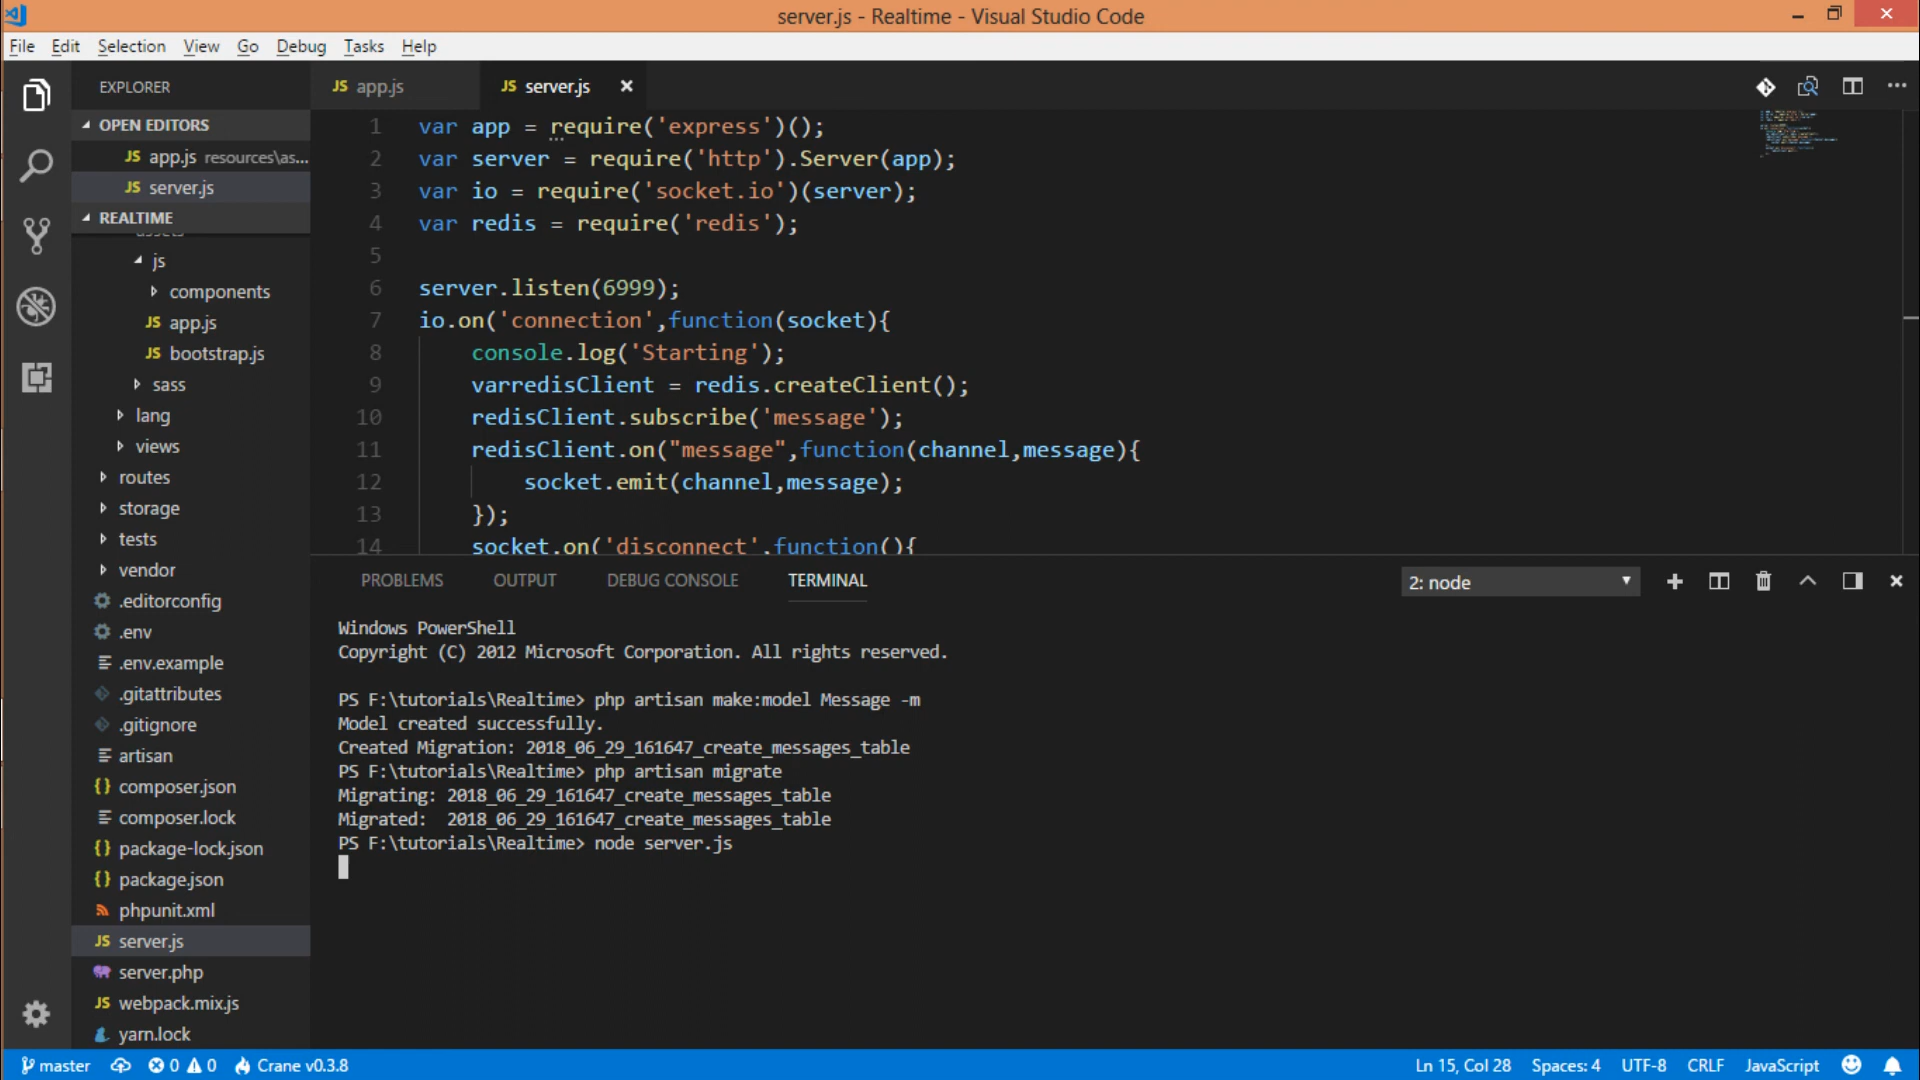 server.js - Realtime - Visual Studio Code
File Edit Selection View Go Debug Tasks Help
EXPLORER
OPEN EDITORS
JS app.js resources\as...
JS server.js
REALTIME
assets
js
components
JS app.js
JS bootstrap.js
sass
lang
views
routes
storage
tests
vendor
.editorconfig
.env
.env.example
.gitattributes
.gitignore
artisan
{} composer.json
composer.lock
{} package-lock.json
{} package.json
phpunit.xml
JS server.js
server.php
JS webpack.mix.js
yarn.lock
JS app.js JS server.js
1 var app = require('express')();
2 var server = require('http').Server(app);
3 var io = require('socket.io')(server);
4 var redis = require('redis');
5
6 server.listen(6999);
7 io.on('connection',function(socket){
8 console.log('Starting');
9 varredisClient = redis.createClient();
10 redisClient.subscribe('message');
11 redisClient.on("message",function(channel,message){
12 socket.emit(channel,message);
13 });
14 socket.on('disconnect',function(){
PROBLEMS OUTPUT DEBUG CONSOLE TERMINAL 2: node
Windows PowerShell
Copyright (C) 2012 Microsoft Corporation. All rights reserved.
PS F:\tutorials\Realtime> php artisan make:model Message -m
Model created successfully.
Created Migration: 2018_06_29_161647_create_messages_table
PS F:\tutorials\Realtime> php artisan migrate
Migrating: 2018_06_29_161647_create_messages_table
Migrated:  2018_06_29_161647_create_messages_table
PS F:\tutorials\Realtime> node server.js
master 0 0 Crane v0.3.8 Ln 15, Col 28 Spaces: 4 UTF-8 CRLF JavaScript